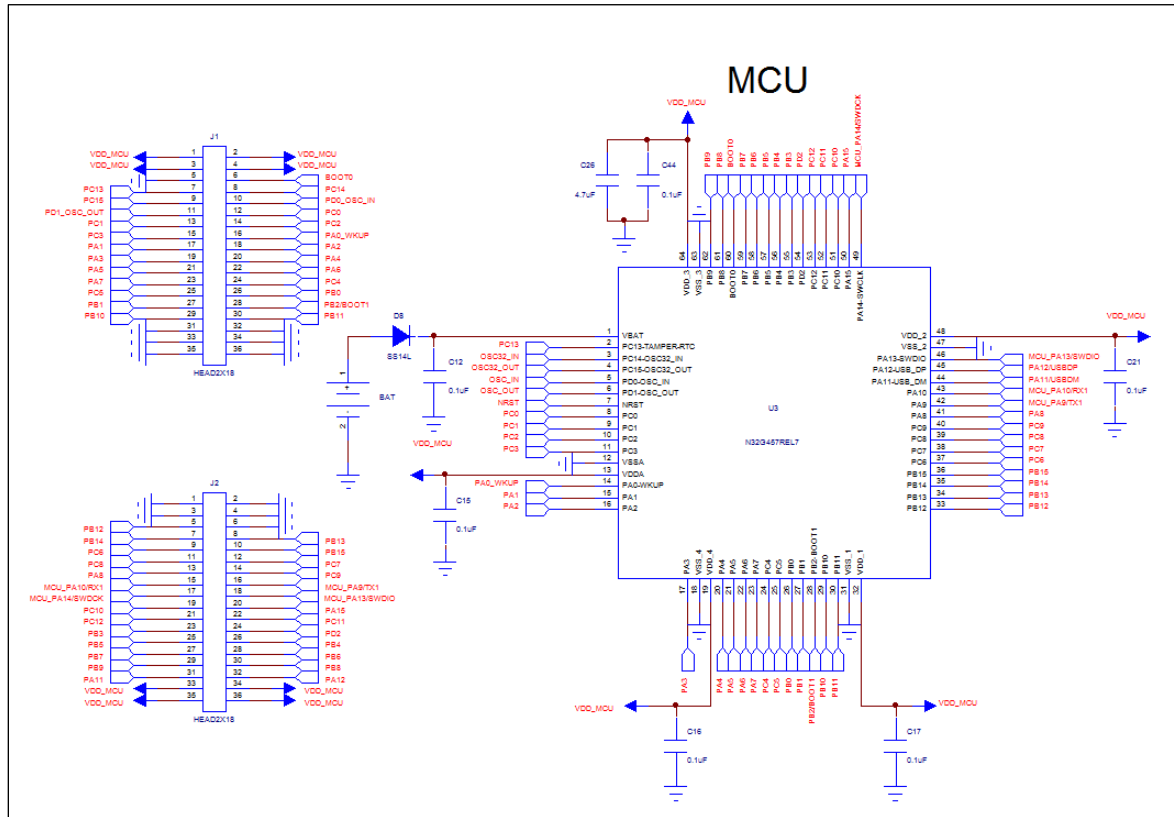 MCU
J1
VDD_MCU 1 2 VDD_MCU
VDD_MCU 3 4 VDD_MCU
5 6 BOOT0
PC13 7 8 PC14
PC15 9 10 PD0_OSC_IN
PD1_OSC_OUT 11 12 PC0
PC1 13 14 PC2
PC3 15 16 PA0_WKUP
PA1 17 18 PA2
PA3 19 20 PA4
PA5 21 22 PA6
PA7 23 24 PC4
PC5 25 26 PB0
PB1 27 28 PB2/BOOT1
PB10 29 30 PB11
31 32
33 34
35 36
HEAD2X18
VDD_MCU
C26
4.7uF
C44
0.1uF
PB9 PB8 BOOT0 PB7 PB6 PB5 PB4 PB3 PD2 PC12 PC11 PC10 PA15 MCU_PA14/SWDCK
64 63 62 61 60 59 58 57 56 55 54 53 52 51 50 49
VDD_3 VSS_3 PB9 PB8 BOOT0 PB7 PB6 PB5 PB4 PB3 PD2 PC12 PC11 PC10 PA15 PA14-SWCLK
D8
SS14L
C12
0.1uF
1
+
BAT
-
2
1 VBAT
PC13 2 PC13-TAMPER-RTC
OSC32_IN 3 PC14-OSC32_IN
OSC32_OUT 4 PC15-OSC32_OUT
OSC_IN 5 PD0-OSC_IN
OSC_OUT 6 PD1-OSC_OUT
NRST 7 NRST
PC0 8 PC0
PC1 9 PC1
PC2 10 PC2
PC3 11 PC3
12 VSSA
VDD_MCU 13 VDDA
PA0_WKUP 14 PA0-WKUP
PA1 15 PA1
PA2 16 PA2
C15
0.1uF
U3
N32G457REL7
VDD_2 48 VDD_MCU
VSS_2 47
PA13-SWDIO 46 MCU_PA13/SWDIO
PA12-USB_DP 45 PA12/USBDP
PA11-USB_DM 44 PA11/USBDM
PA10 43 MCU_PA10/RX1
PA9 42 MCU_PA9/TX1
PA8 41 PA8
PC9 40 PC9
PC8 39 PC8
PC7 38 PC7
PC6 37 PC6
PB15 36 PB15
PB14 35 PB14
PB13 34 PB13
PB12 33 PB12
C21
0.1uF
PA3 VSS_4 VDD_4 PA4 PA5 PA6 PA7 PC4 PC5 PB0 PB1 PB2-BOOT1 PB10 PB11 VSS_1 VDD_1
17 18 19 20 21 22 23 24 25 26 27 28 29 30 31 32
PA3 PA4 PA5 PA6 PA7 PC4 PC5 PB0 PB1 PB2/BOOT1 PB10 PB11
VDD_MCU
C16
0.1uF
VDD_MCU
C17
0.1uF
J2
1 2
3 4
5 6
PB12 7 8 PB13
PB14 9 10 PB15
PC6 11 12 PC7
PC8 13 14 PC9
PA8 15 16 MCU_PA9/TX1
MCU_PA10/RX1 17 18 MCU_PA13/SWDIO
MCU_PA14/SWDCK 19 20 PA15
PC10 21 22 PC11
PC12 23 24 PD2
PB3 25 26 PB4
PB5 27 28 PB6
PB7 29 30 PB8
PB9 31 32 PA12
PA11
VDD_MCU 33 34 VDD_MCU
VDD_MCU 35 36 VDD_MCU
HEAD2X18